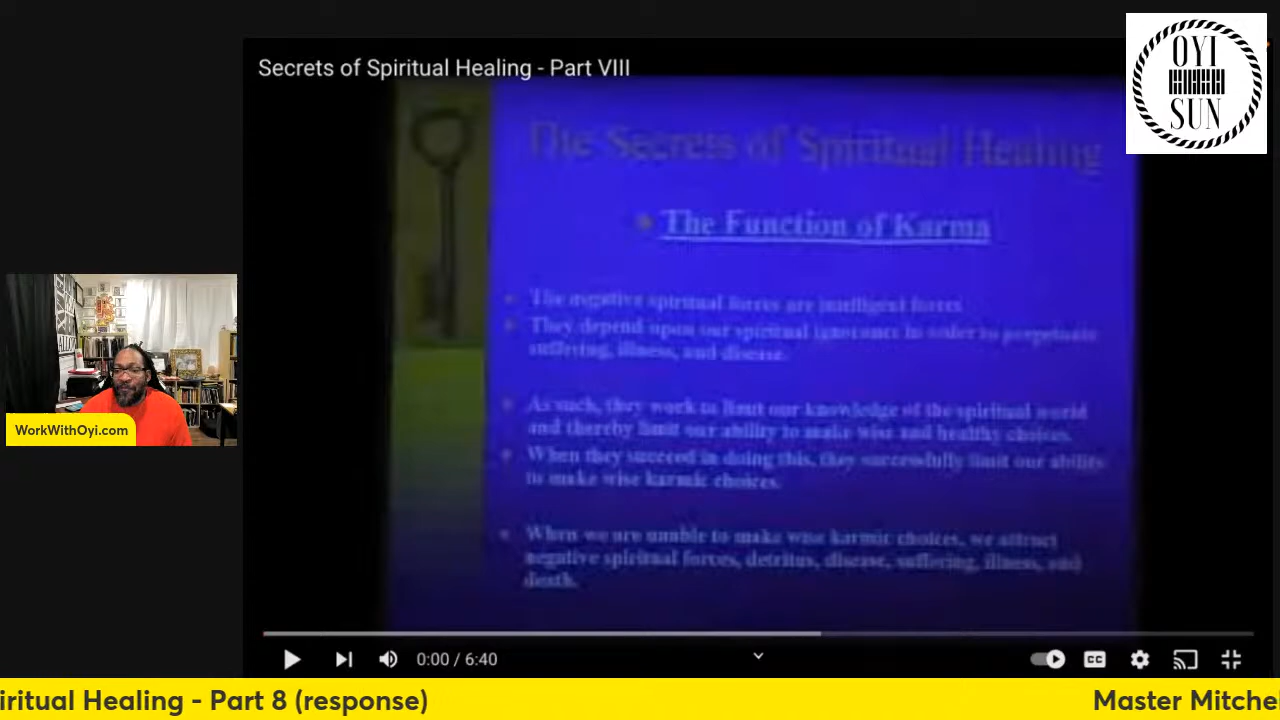 Secrets of Spiritual Healing - Part VIII
OYI
SUN
The Secrets of Spiritual Healing
The Function of Karma
The negative spiritual forces are intelligent forces
They depend upon our spiritual ignorance in order to perpetuate
suffering, illness, and disease.
As such, they work to limit our knowledge of the spiritual world
and thereby limit our ability to make wise and healthy choices.
When they succeed in doing this, they successfully limit our ability
to make wise karmic choices.
When we are unable to make wise karmic choices, we attract
negative spiritual forces, detritus, disease, suffering, illness, and
death.
WorkWithOyi.com
0:00 / 6:40
CC
iritual Healing - Part 8 (response)
Master Mitchel